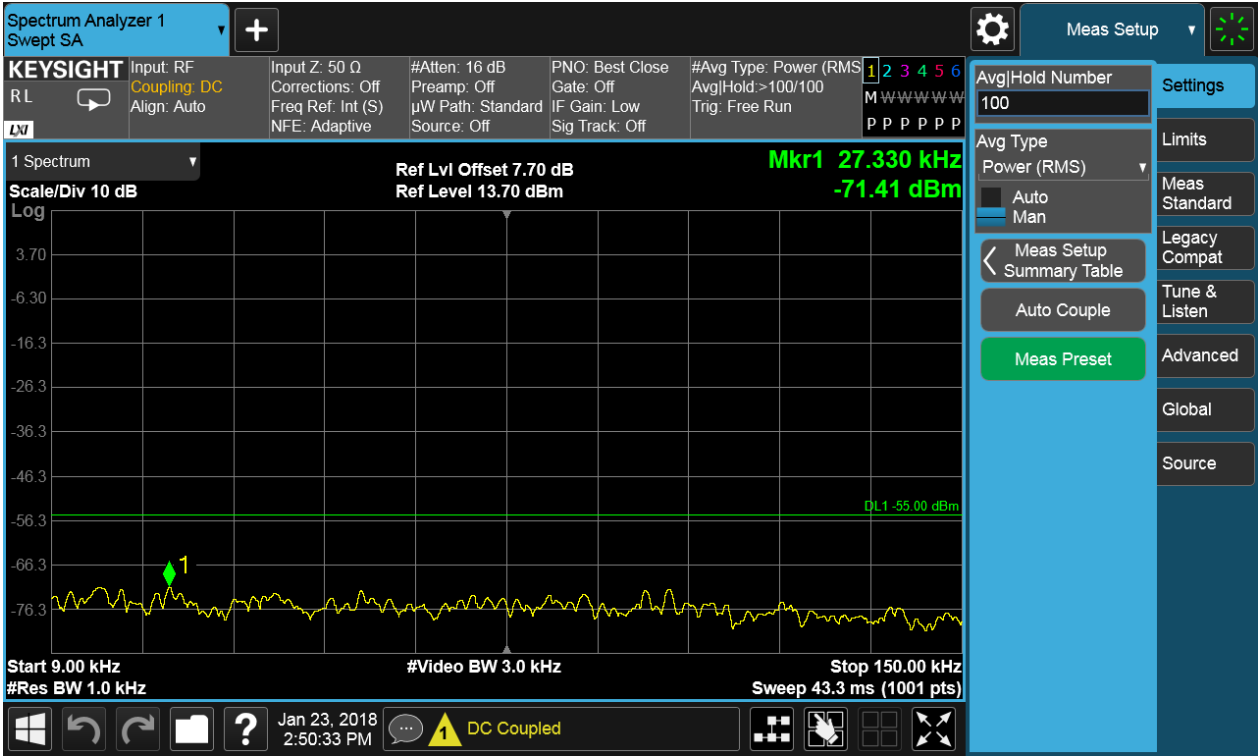 Spectrum Analyzer 1
Swept SA
Meas Setup
KEYSIGHT
RL
LXI
Input: RF
Coupling: DC
Align: Auto
Input Z: 50 Ω
Corrections: Off
Freq Ref: Int (S)
NFE: Adaptive
#Atten: 16 dB
Preamp: Off
µW Path: Standard
Source: Off
PNO: Best Close
Gate: Off
IF Gain: Low
Sig Track: Off
#Avg Type: Power (RMS
Avg|Hold:>100/100
Trig: Free Run
1 2 3 4 5 6
M W W W W W
P P P P P P
1 Spectrum
Scale/Div 10 dB
Log
Ref Lvl Offset 7.70 dB
Ref Level 13.70 dBm
Mkr1 27.330 kHz
-71.41 dBm
3.70
-6.30
-16.3
-26.3
-36.3
-46.3
DL1 -55.00 dBm
-56.3
1
-66.3
-76.3
Start 9.00 kHz
#Video BW 3.0 kHz
Stop 150.00 kHz
#Res BW 1.0 kHz
Sweep 43.3 ms (1001 pts)
?
Jan 23, 2018
2:50:33 PM
1
DC Coupled
Avg|Hold Number
100
Avg Type
Power (RMS)
Auto
Man
Meas Setup
Summary Table
Auto Couple
Meas Preset
Settings
Limits
Meas
Standard
Legacy
Compat
Tune &
Listen
Advanced
Global
Source